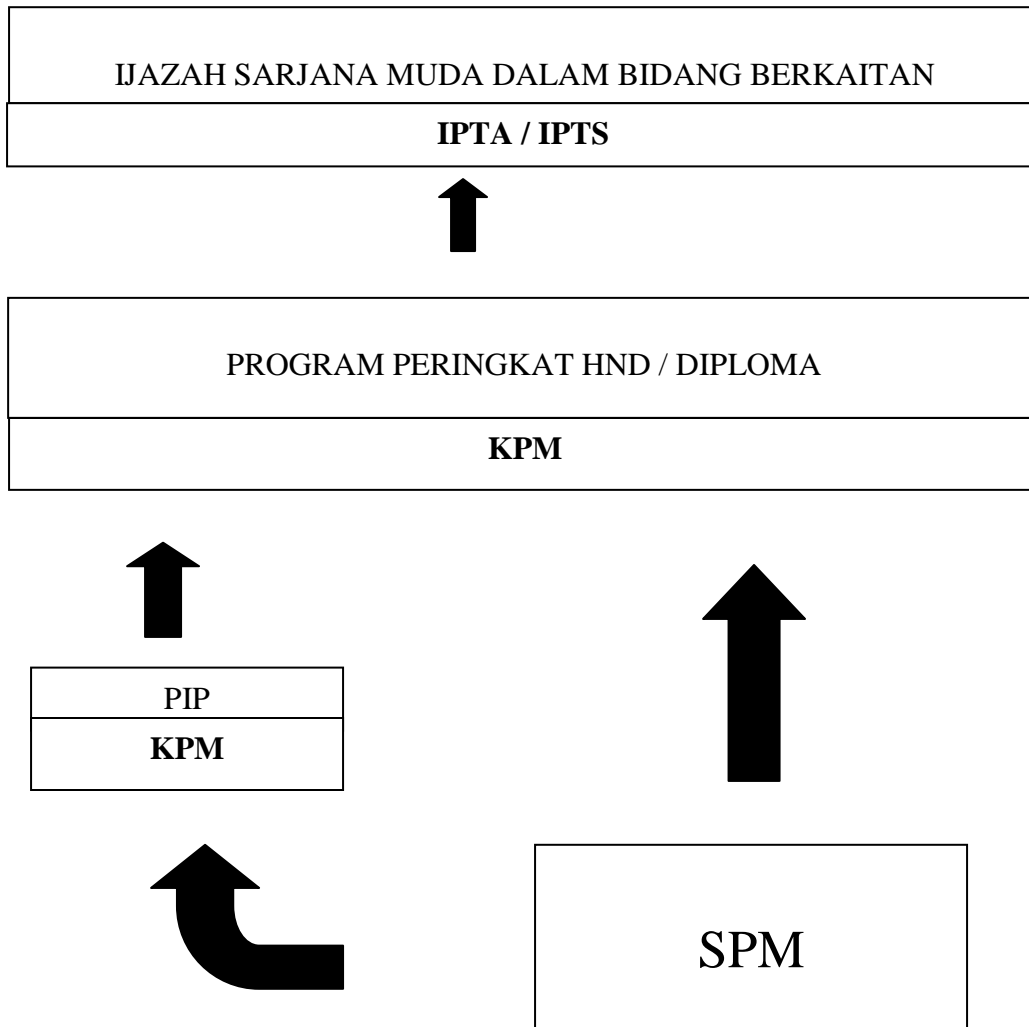 IJAZAH SARJANA MUDA DALAM BIDANG BERKAITAN
IPTA / IPTS
PROGRAM PERINGKAT HND / DIPLOMA
KPM
PIP
KPM
SPM